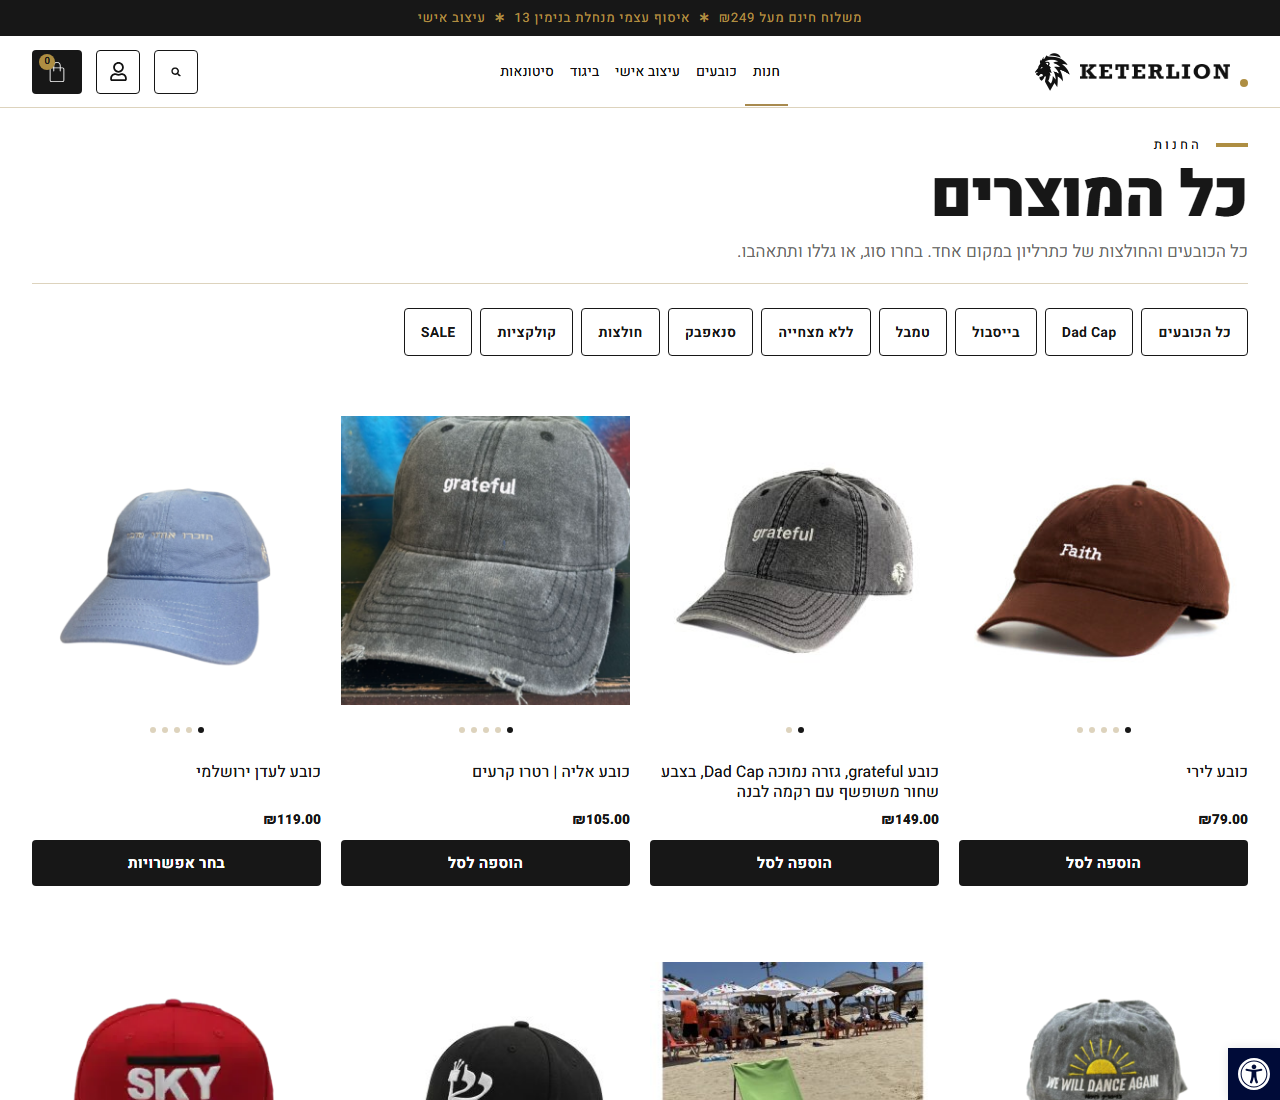 משלוח חינם מעל ₪249 ∗ איסוף עצמי מנחלת בנימין 13 ∗ עיצוב אישי
KETERLION
חנות
כובעים
עיצוב אישי
ביגוד
סיטונאות
0
החנות
כל המוצרים
כל הכובעים והחולצות של כתרליון במקום אחד. בחרו סוג, או גללו ותתאהבו.
כל הכובעים
Dad Cap
בייסבול
טמבל
ללא מצחייה
סנאפבק
חולצות
קולקציות
SALE
Faith
grateful
grateful
כובע לירי
₪79.00
הוספה לסל
כובע grateful, גזרה נמוכה Dad Cap, בצבע
שחור משופשף עם רקמה לבנה
₪149.00
הוספה לסל
כובע אליה | רטרו קרעים
₪105.00
הוספה לסל
כובע לעדן ירושלמי
₪119.00
בחר אפשרויות
WE WILL DANCE AGAIN
SKY